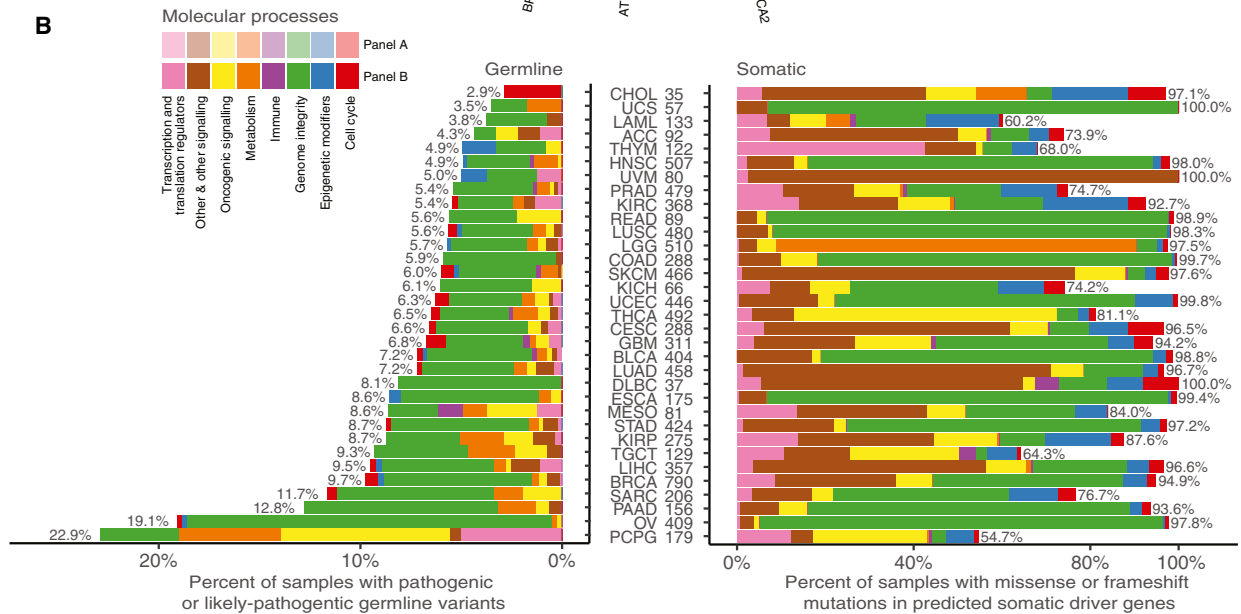 B
BR
AT
CA2
Molecular processes
Panel A
Panel B
Transcription and
translation regulators
Other & other signalling
Oncogenic signalling
Metabolism
Immune
Genome integrity
Epigenetic modifiers
Cell cycle
Germline
Somatic
2.9% CHOL 35 97.1%
3.5% UCS 57 100.0%
3.8% LAML 133 60.2%
4.3% ACC 92 73.9%
4.9% THYM 122 68.0%
4.9% HNSC 507 98.0%
5.0% UVM 80 100.0%
5.4% PRAD 479 74.7%
5.4% KIRC 368 92.7%
5.6% READ 89 98.9%
5.6% LUSC 480 98.3%
5.7% LGG 510 97.5%
5.9% COAD 288 99.7%
6.0% SKCM 466 97.6%
6.1% KICH 66 74.2%
6.3% UCEC 446 99.8%
6.5% THCA 492 81.1%
6.6% CESC 288 96.5%
6.8% GBM 311 94.2%
7.2% BLCA 404 98.8%
7.2% LUAD 458 96.7%
8.1% DLBC 37 100.0%
8.6% ESCA 175 99.4%
8.6% MESO 81 84.0%
8.7% STAD 424 97.2%
8.7% KIRP 275 87.6%
9.3% TGCT 129 64.3%
9.5% LIHC 357 96.6%
9.7% BRCA 790 94.9%
11.7% SARC 206 76.7%
12.8% PAAD 156 93.6%
19.1% OV 409 97.8%
22.9% PCPG 179 54.7%
20% 10% 0% 0% 40% 80% 100%
Percent of samples with pathogenic
or likely-pathogentic germline variants
Percent of samples with missense or frameshift
mutations in predicted somatic driver genes